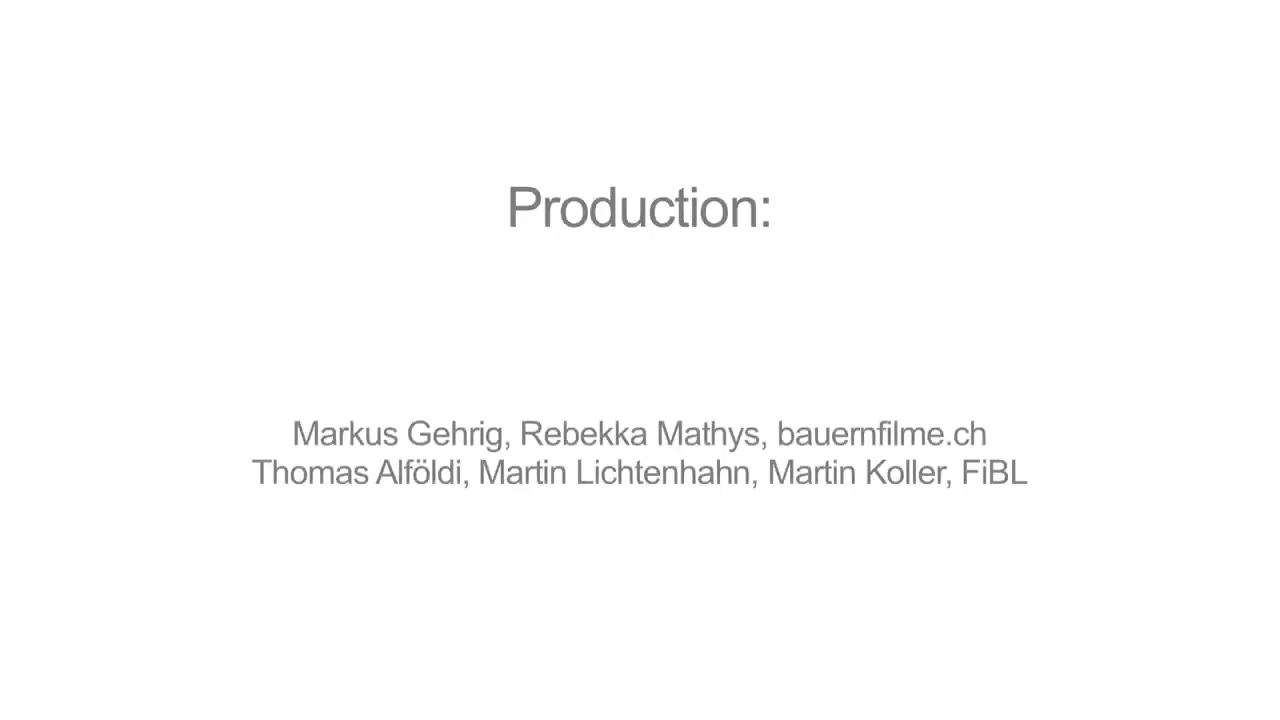 Production:
Markus Gehrig, Rebekka Mathys, bauernfilme.ch
Thomas Alföldi, Martin Lichtenhahn, Martin Koller, FiBL